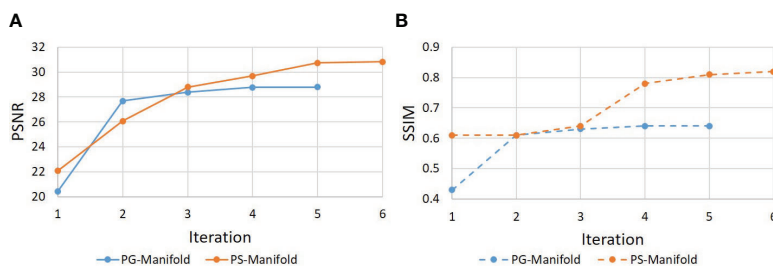 A
32
30
28
26
24
22
20
PSNR
1 2 3 4 5 6
Iteration
PG-Manifold PS-Manifold
B
0.9
0.8
0.7
0.6
0.5
0.4
SSIM
1 2 3 4 5 6
Iteration
PG-Manifold PS-Manifold